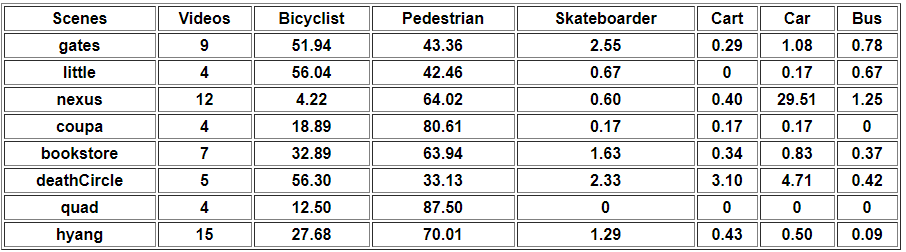 Scenes Videos Bicyclist Pedestrian Skateboarder Cart Car Bus
gates 9 51.94 43.36 2.55 0.29 1.08 0.78
little 4 56.04 42.46 0.67 0 0.17 0.67
nexus 12 4.22 64.02 0.60 0.40 29.51 1.25
coupa 4 18.89 80.61 0.17 0.17 0.17 0
bookstore 7 32.89 63.94 1.63 0.34 0.83 0.37
deathCircle 5 56.30 33.13 2.33 3.10 4.71 0.42
quad 4 12.50 87.50 0 0 0 0
hyang 15 27.68 70.01 1.29 0.43 0.50 0.09